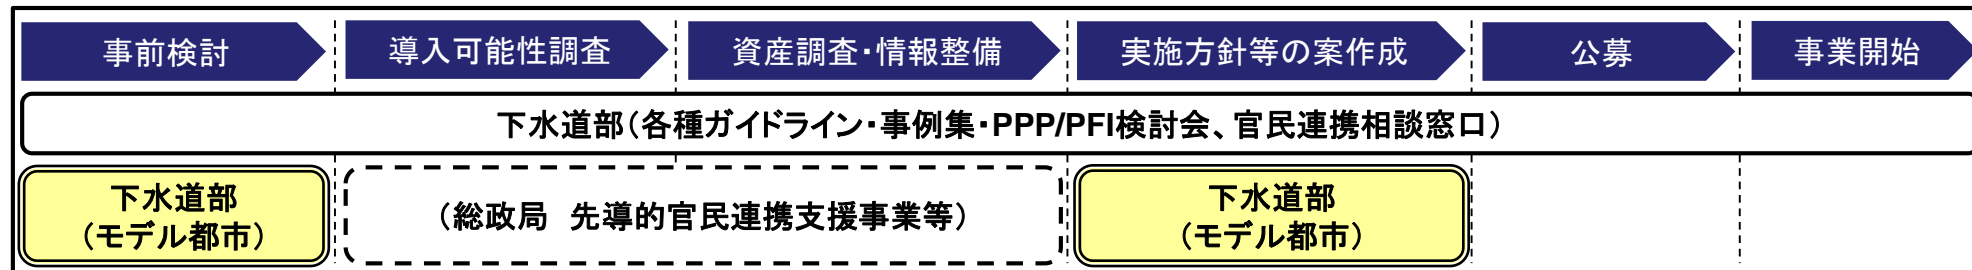 事前検討
導入可能性調査
資産調査・情報整備
実施方針等の案作成
公募
事業開始
下水道部（各種ガイドライン・事例集・PPP/PFI検討会、官民連携相談窓口）
下水道部
（モデル都市）
（総政局　先導的官民連携支援事業等）
下水道部
（モデル都市）